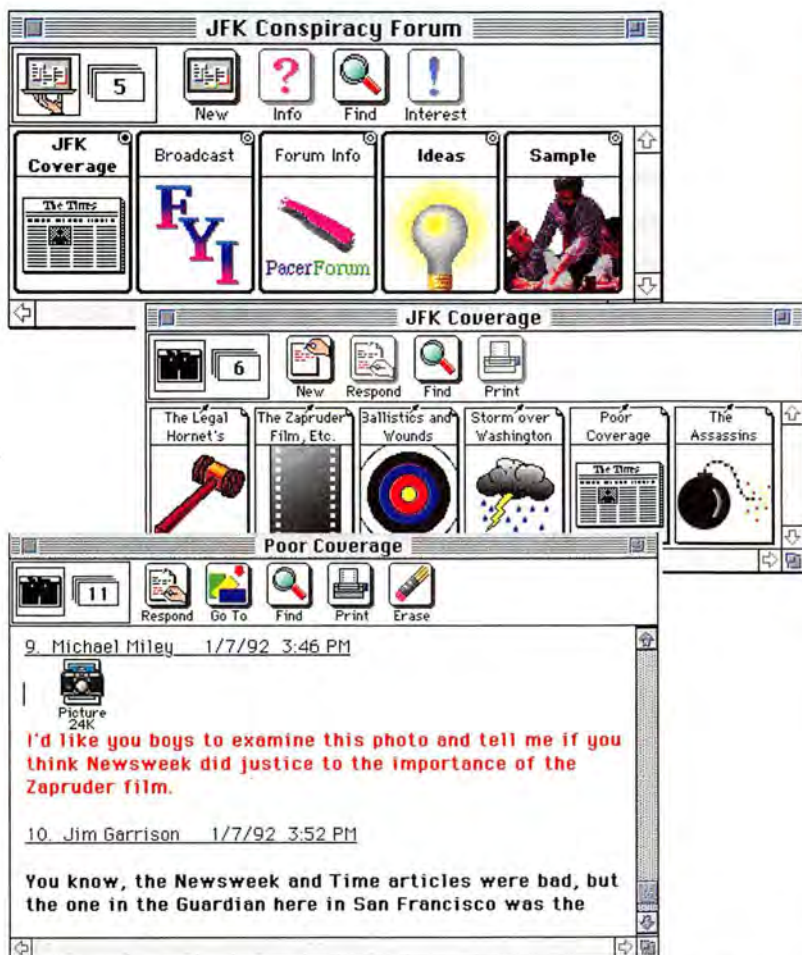 JFK Conspiracy Forum
5
New Info Find Interest
JFK Coverage
Broadcast
Forum Info
Ideas
Sample
The Times
FYI
PacerForum
JFK Coverage
6
New Respond Find Print
The Legal Hornet's
The Zapruder Film, Etc.
Ballistics and Wounds
Storm over Washington
Poor Coverage
The Assassins
The Times
Poor Coverage
11
Respond Go To Find Print Erase
9. Michael Miley 1/7/92 3:46 PM
Picture
24K
I'd like you boys to examine this photo and tell me if you
think Newsweek did justice to the importance of the
Zapruder film.
10. Jim Garrison 1/7/92 3:52 PM
You know, the Newsweek and Time articles were bad, but
the one in the Guardian here in San Francisco was the